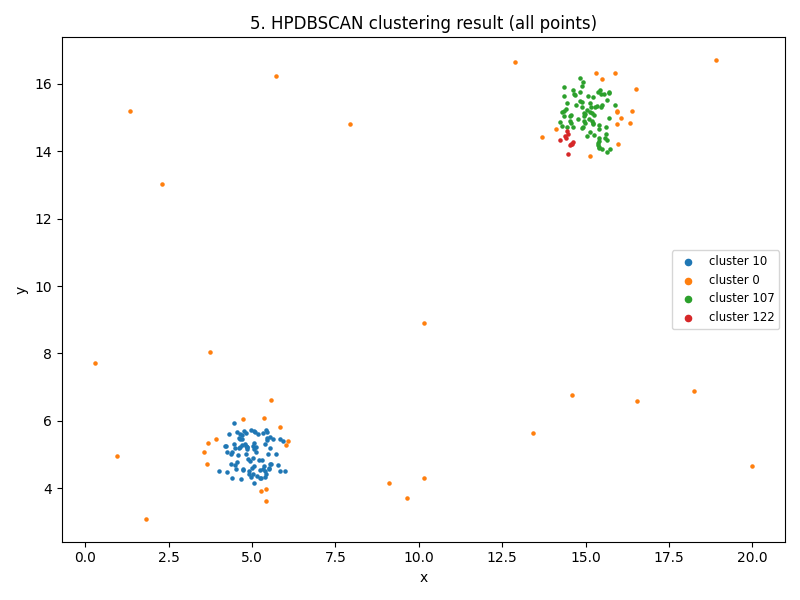 5. HPDBSCAN clustering result (all points)
y
16
14
12
10
8
6
4
cluster 10
cluster 0
cluster 107
cluster 122
0.0 2.5 5.0 7.5 10.0 12.5 15.0 17.5 20.0
x